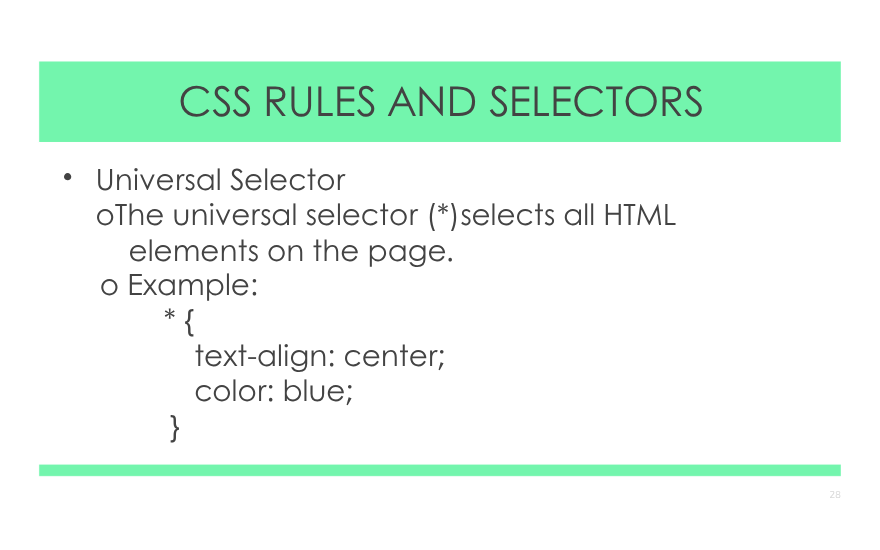 CSS RULES AND SELECTORS
• Universal Selector
oThe universal selector (*)selects all HTML
elements on the page.
o Example:
* {
text-align: center;
color: blue;
}
28